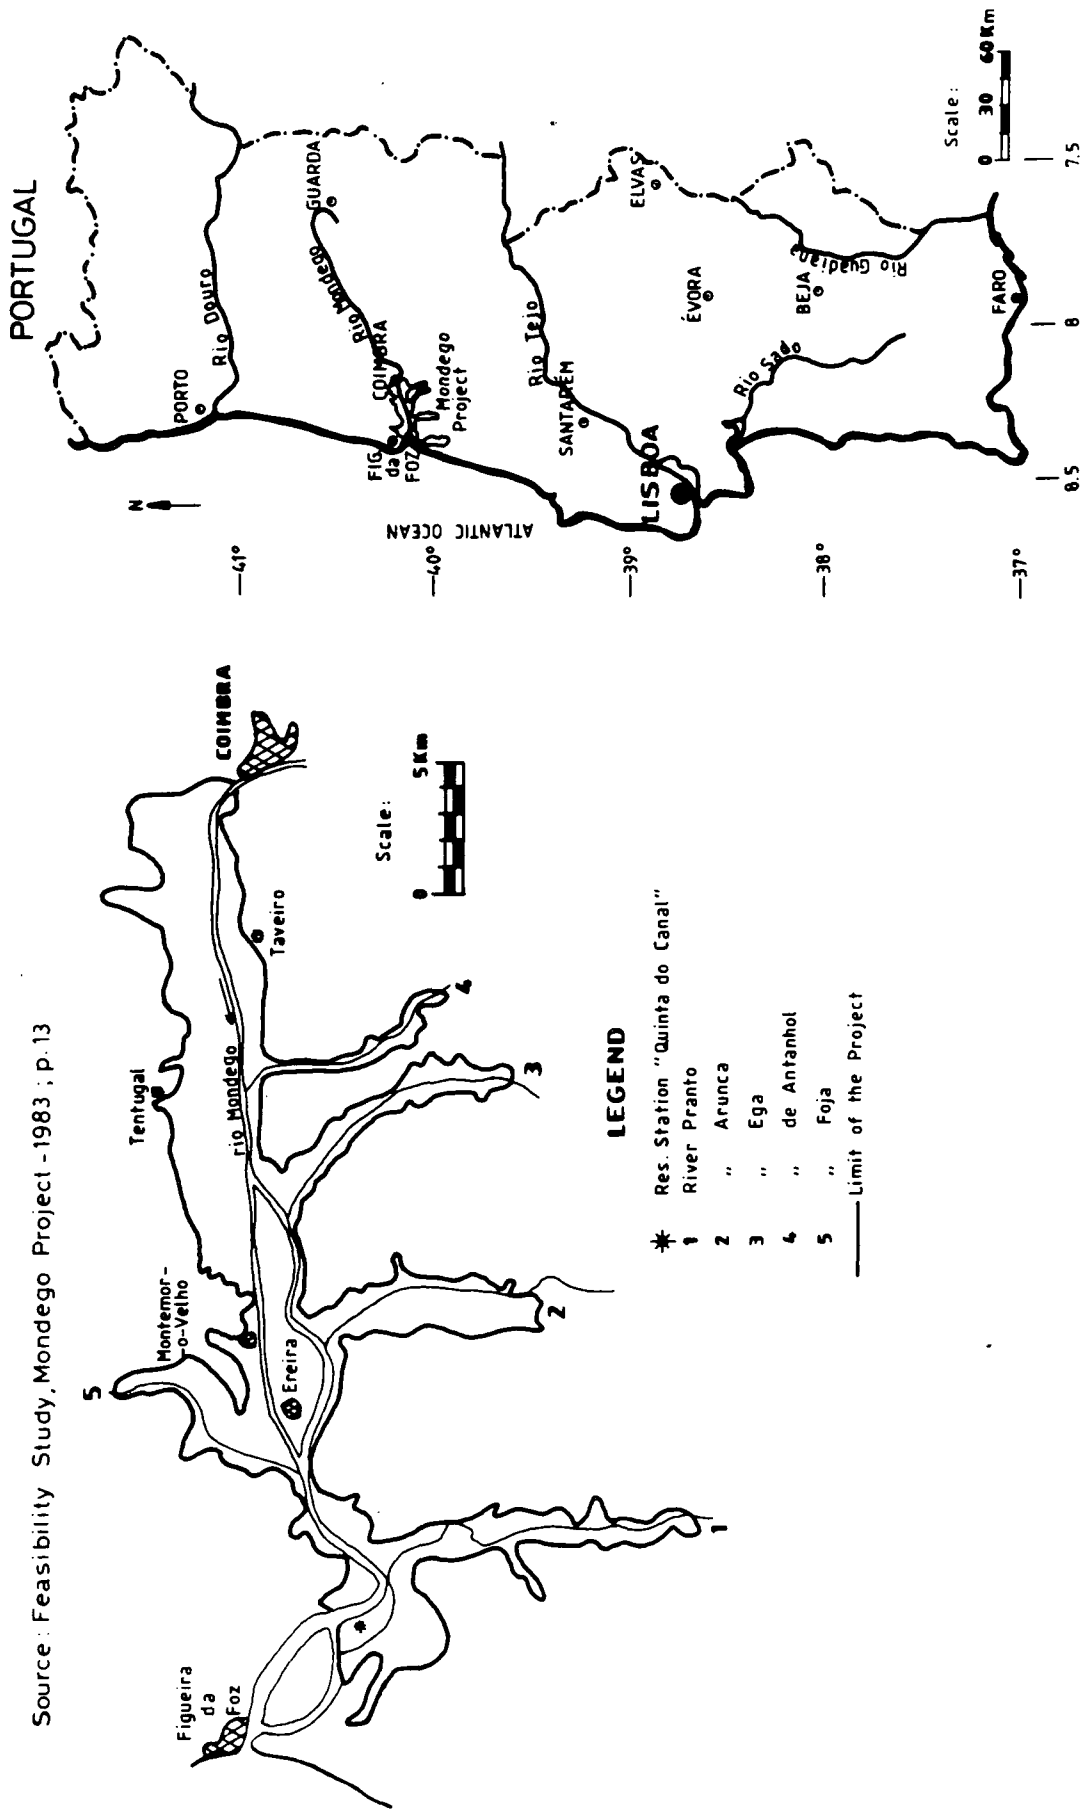 Source : Feasibility Study, Mondego Project - 1983 ; p. 13
Figueira
da
Foz
5
Montemor-
-o-Velho
Tentugal
COIMBRA
rio Mondego
Ereira
Taveiro
1
2
3
4
Scale:
0 5 Km
LEGEND
Res. Station "Quinta do Canal"
1 River Pranto
2 " Arunca
3 " Ega
4 " de Antanhol
5 " Foja
Limit of the Project
PORTUGAL
N
ATLANTIC OCEAN
PORTO
Rio Douro
GUARDA
Rio Mondego
COIMBRA
FIG.
da
FOZ
Mondego
Project
Rio Tejo
SANTARÉM
LISBOA
ELVAS
ÉVORA
BEJA
Rio Guadiana
Rio Sado
FARO
41°
40°
39°
38°
37°
8.5
8
7.5
Scale:
0 30 60 Km